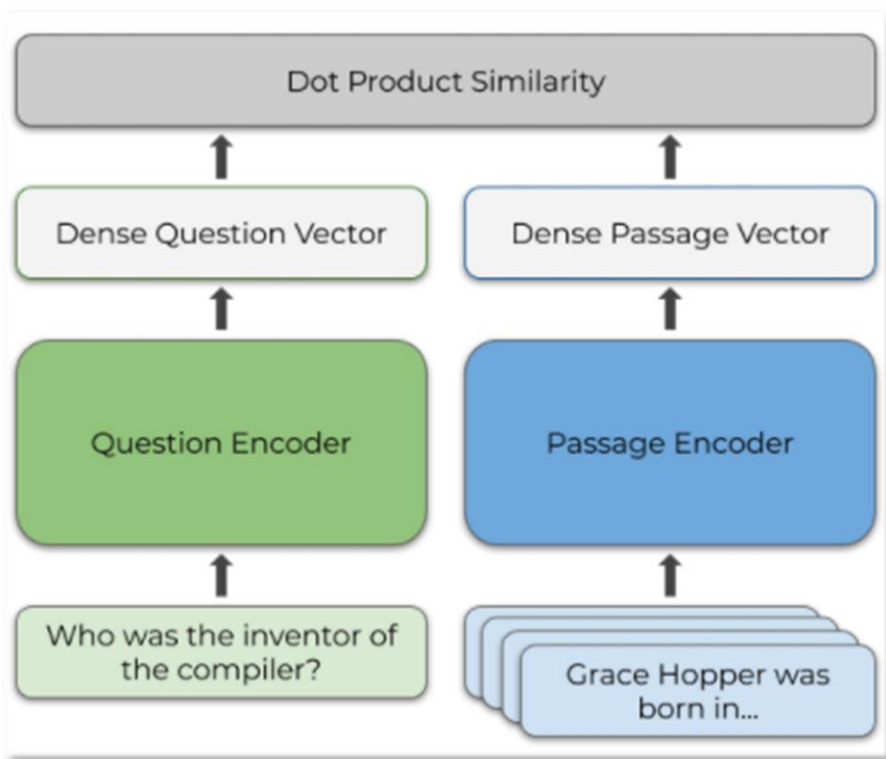 Dot Product Similarity
Dense Question Vector
Dense Passage Vector
Question Encoder
Passage Encoder
Who was the inventor of
the compiler?
Grace Hopper was
born in...